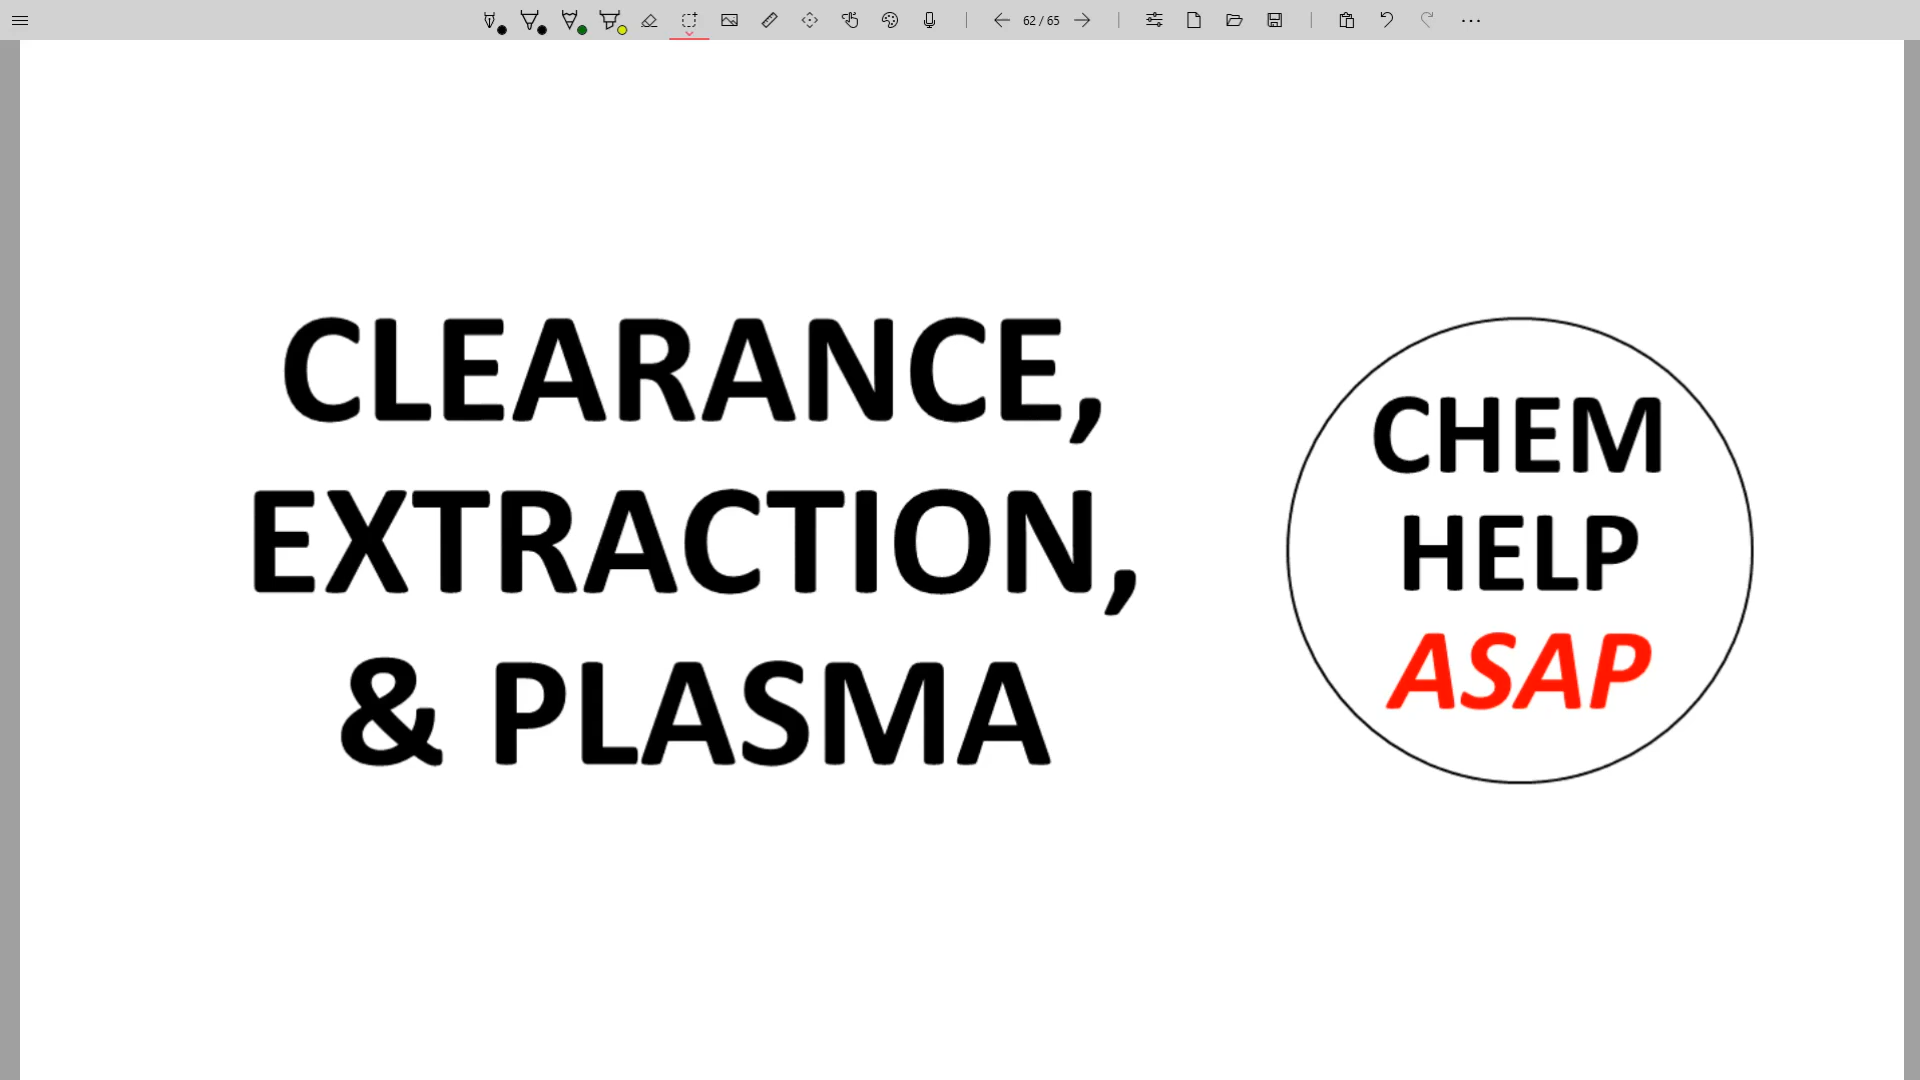 62 / 65
CLEARANCE,
EXTRACTION,
& PLASMA
CHEM
HELP
ASAP